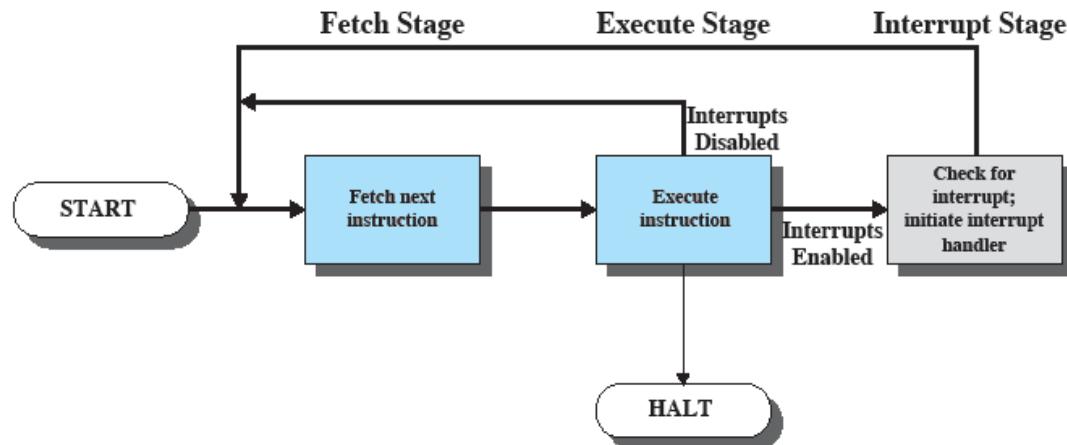 Fetch Stage
Execute Stage
Interrupt Stage
Interrupts
Disabled
START
Fetch next
instruction
Execute
instruction
Interrupts
Enabled
Check for
interrupt;
initiate interrupt
handler
HALT